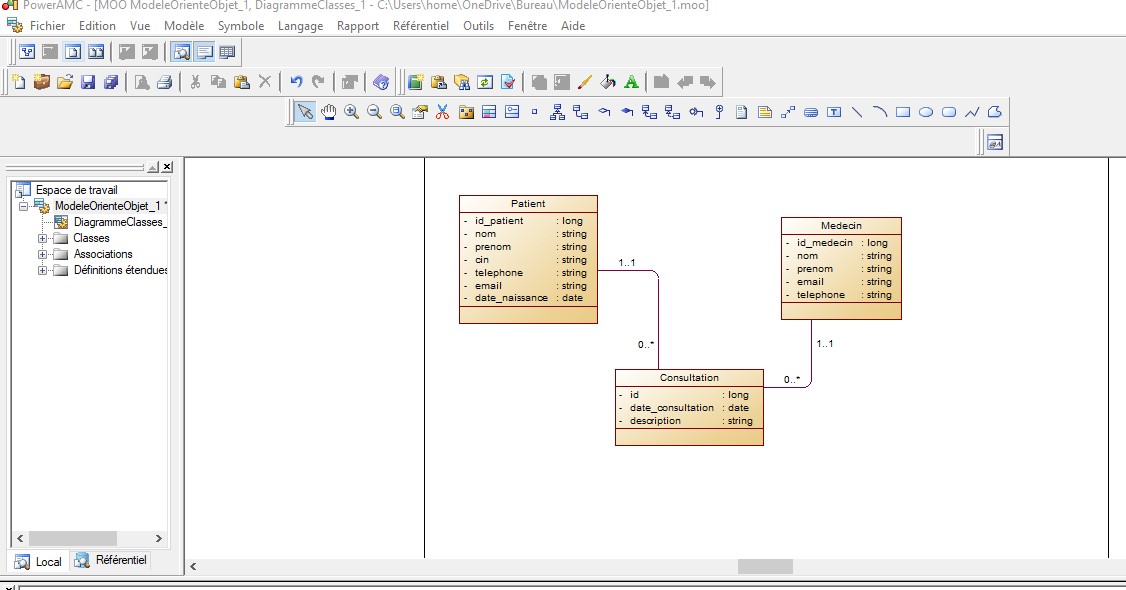 PowerAMC - [MOO ModeleOrienteObjet_1, DiagrammeClasses_1 - C:\Users\home\OneDrive\Bureau\ModeleOrienteObjet_1.moo]
Fichier Edition Vue Modèle Symbole Langage Rapport Référentiel Outils Fenêtre Aide
Espace de travail
ModeleOrienteObjet_1 *
DiagrammeClasses_
Classes
Associations
Définitions étendues
Local Référentiel
Patient
- id_patient : long
- nom : string
- prenom : string
- cin : string
- telephone : string
- email : string
- date_naissance : date
1..1
0..*
Medecin
- id_medecin : long
- nom : string
- prenom : string
- email : string
- telephone : string
1..1
0..*
Consultation
- id : long
- date_consultation : date
- description : string